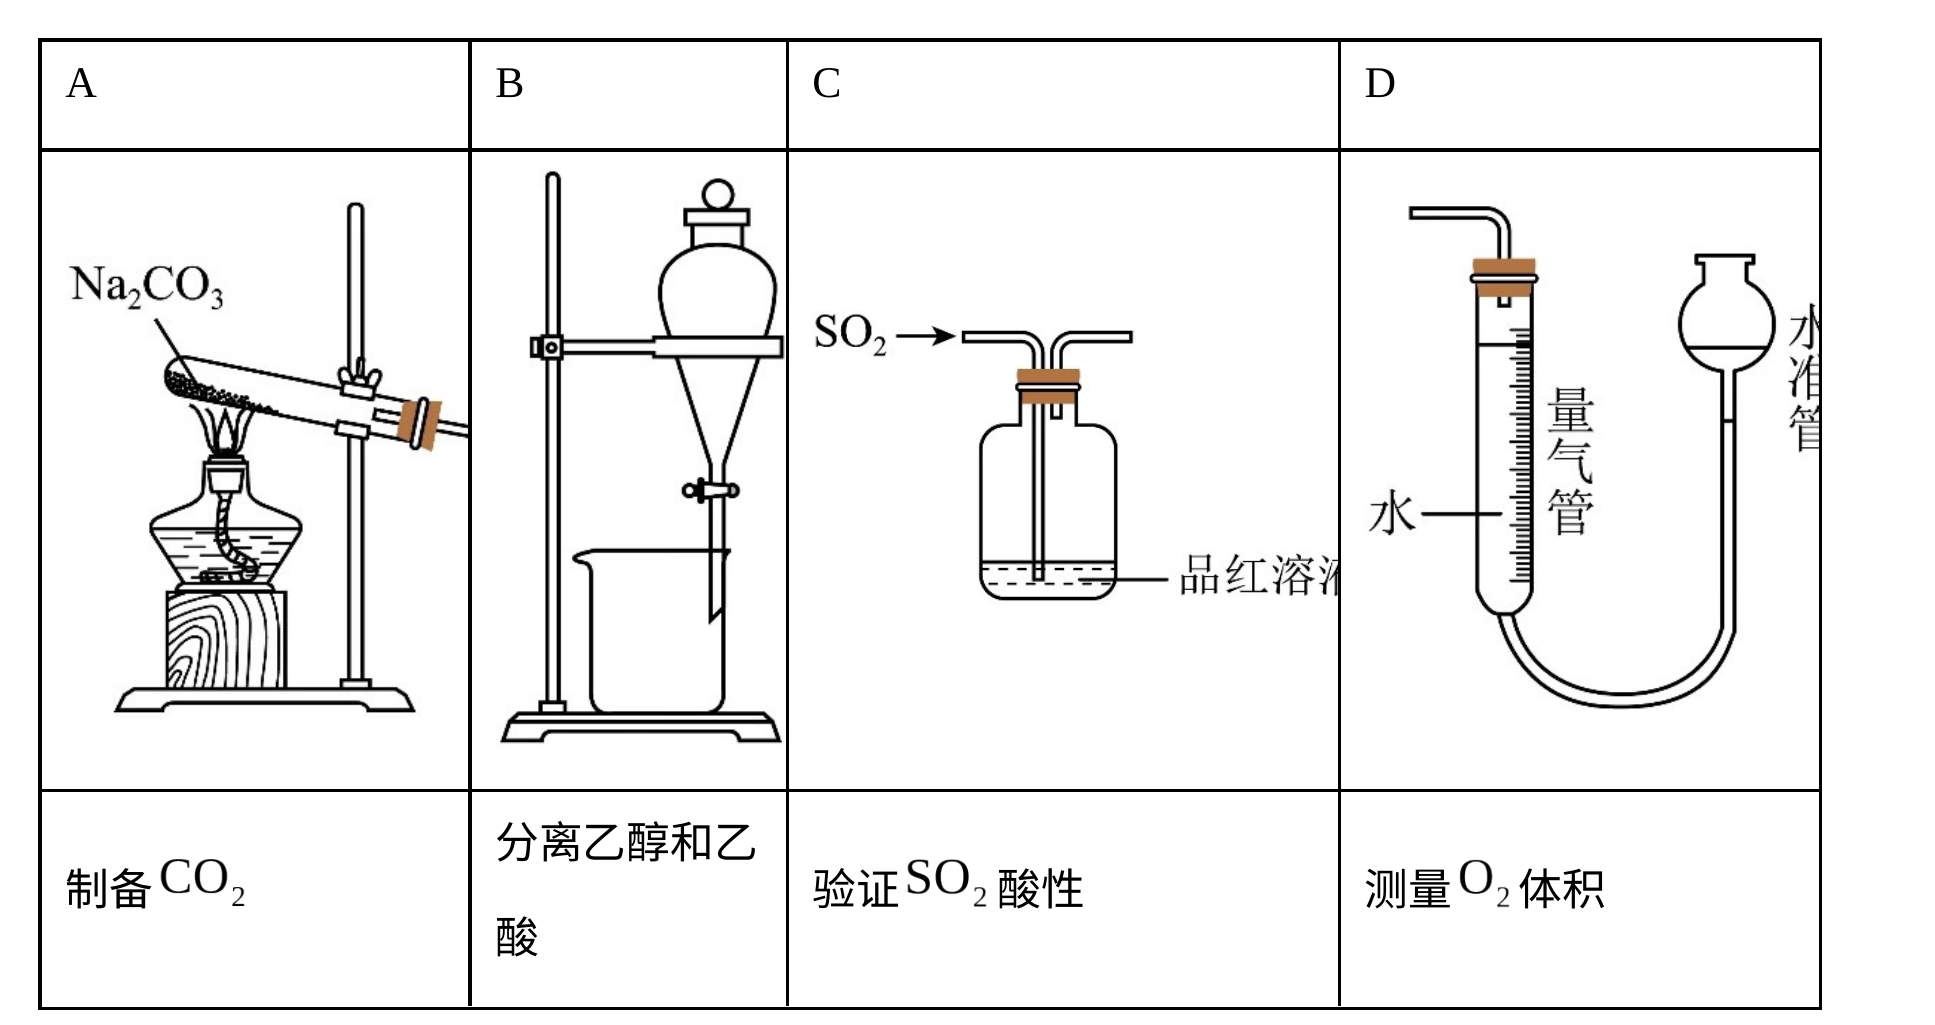 A
B
C
D
Na₂CO₃
SO₂
品红溶
水
量气管
水准管
制备CO₂
分离乙醇和乙
酸
验证SO₂酸性
测量O₂体积